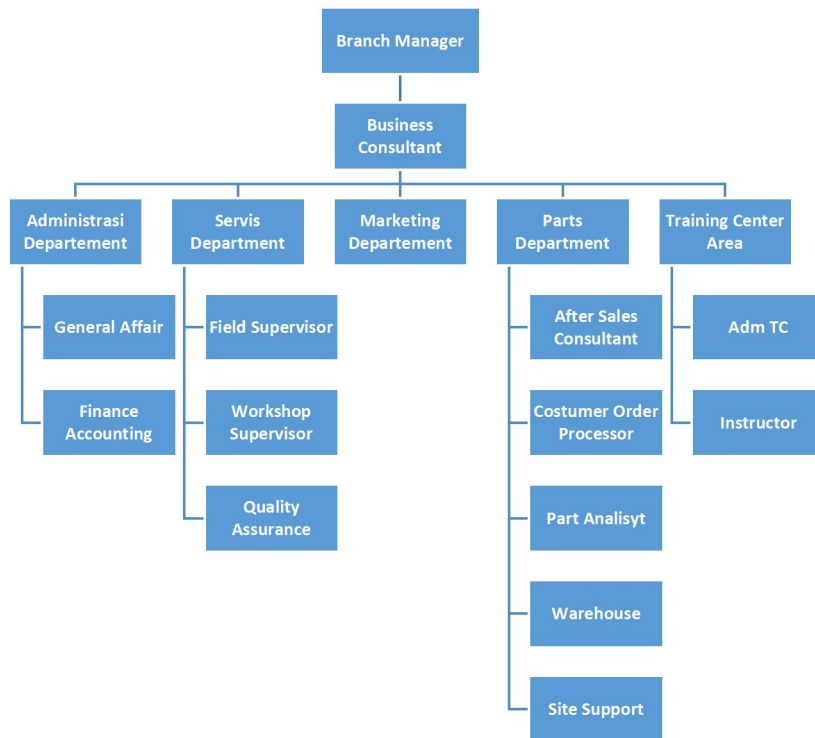 Branch Manager
Business
Consultant
Administrasi
Departement
Servis
Department
Marketing
Departement
Parts
Department
Training Center
Area
General Affair
Finance
Accounting
Field Supervisor
Workshop
Supervisor
Quality
Assurance
After Sales
Consultant
Costumer Order
Processor
Part Analisyt
Warehouse
Site Support
Adm TC
Instructor